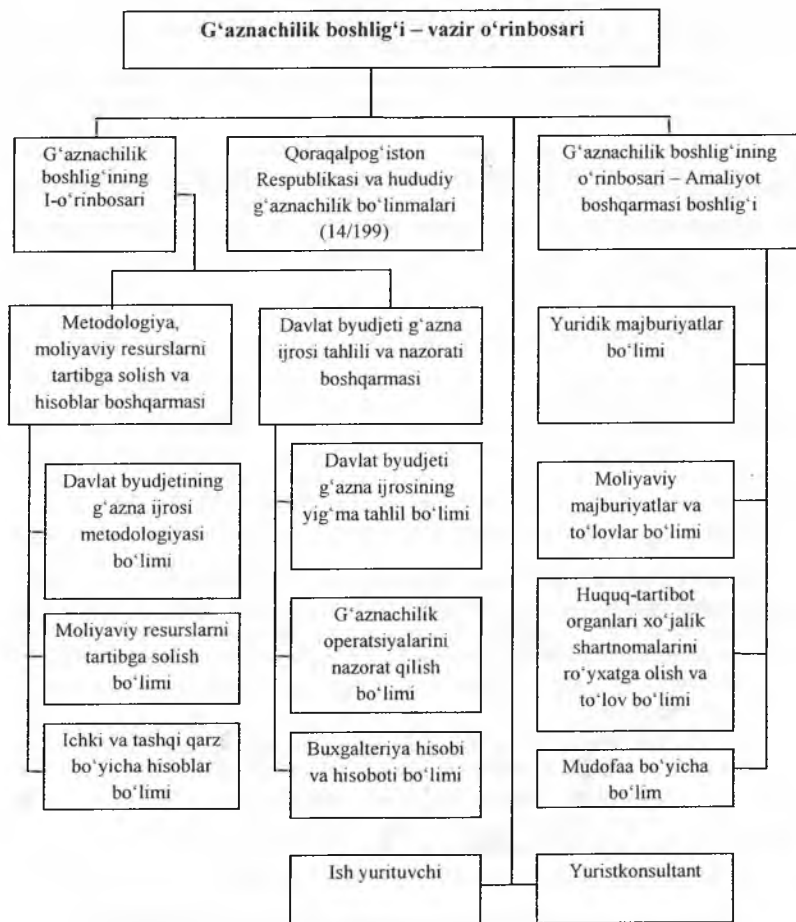 G‘aznachilik boshlig‘i – vazir o‘rinbosari
G‘aznachilik
boshlig‘ining
I-o‘rinbosari
Qoraqalpog‘iston
Respublikasi va hududiy
g‘aznachilik bo‘linmalari
(14/199)
G‘aznachilik boshlig‘ining
o‘rinbosari – Amaliyot
boshqarmasi boshlig‘i
Metodologiya,
moliyaviy resurslarni
tartibga solish va
hisoblar boshqarmasi
Davlat byudjeti g‘azna
ijrosi tahlili va nazorati
boshqarmasi
Yuridik majburiyatlar
bo‘limi
Davlat byudjetining
g‘azna ijrosi
metodologiyasi
bo‘limi
Davlat byudjeti
g‘azna ijrosining
yig‘ma tahlil bo‘limi
Moliyaviy
majburiyatlar va
to‘lovlar bo‘limi
Moliyaviy resurslarni
tartibga solish
bo‘limi
G‘aznachilik
operatsiyalarini
nazorat qilish
bo‘limi
Huquq-tartibot
organlari xo‘jalik
shartnomalarini
ro‘yxatga olish va
to‘lov bo‘limi
Ichki va tashqi qarz
bo‘yicha hisoblar
bo‘limi
Buxgalteriya hisobi
va hisoboti bo‘limi
Mudofaa bo‘yicha
bo‘lim
Ish yurituvchi
Yuristkonsultant